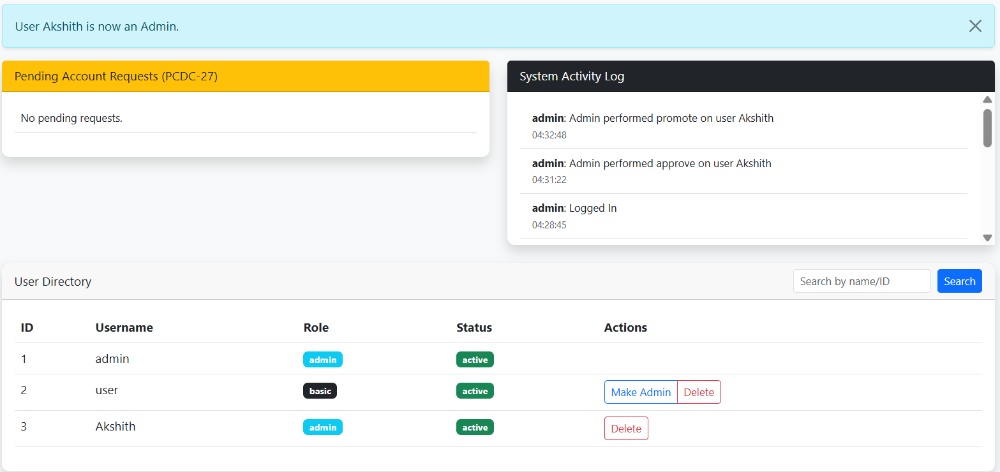 User Akshith is now an Admin.
Pending Account Requests (PCDC-27)
No pending requests.
System Activity Log
admin: Admin performed promote on user Akshith
04:32:48
admin: Admin performed approve on user Akshith
04:31:22
admin: Logged In
04:28:45
User Directory
Search by name/ID Search
ID Username Role Status Actions
1 admin admin active
2 user basic active Make Admin Delete
3 Akshith admin active Delete